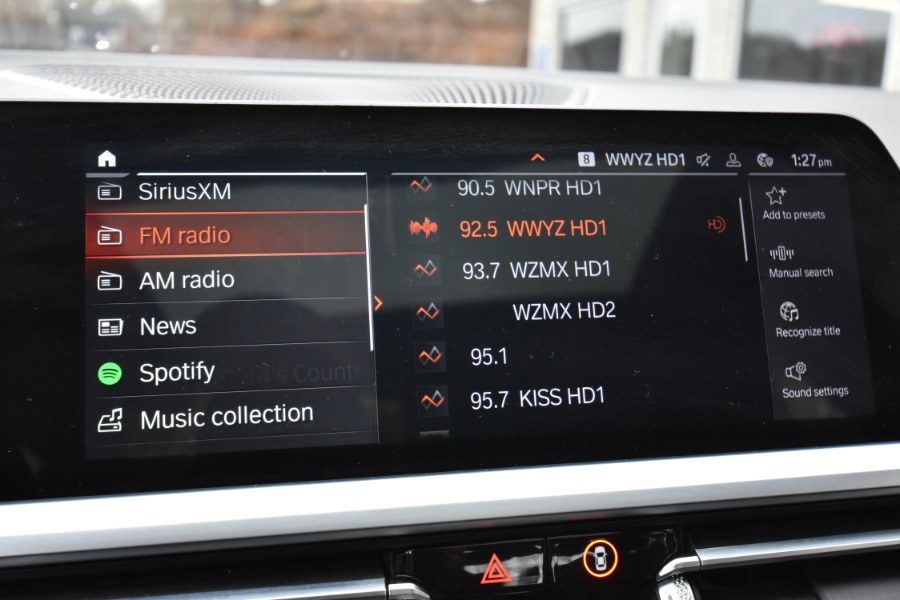 8 WWYZ HD1 1:27pm
SiriusXM
FM radio
AM radio
News
Spotify
Music collection
90.5 WNPR HD1
92.5 WWYZ HD1
HD
93.7 WZMX HD1
WZMX HD2
95.1
95.7 KISS HD1
Add to presets
Manual search
Recognize title
Sound settings